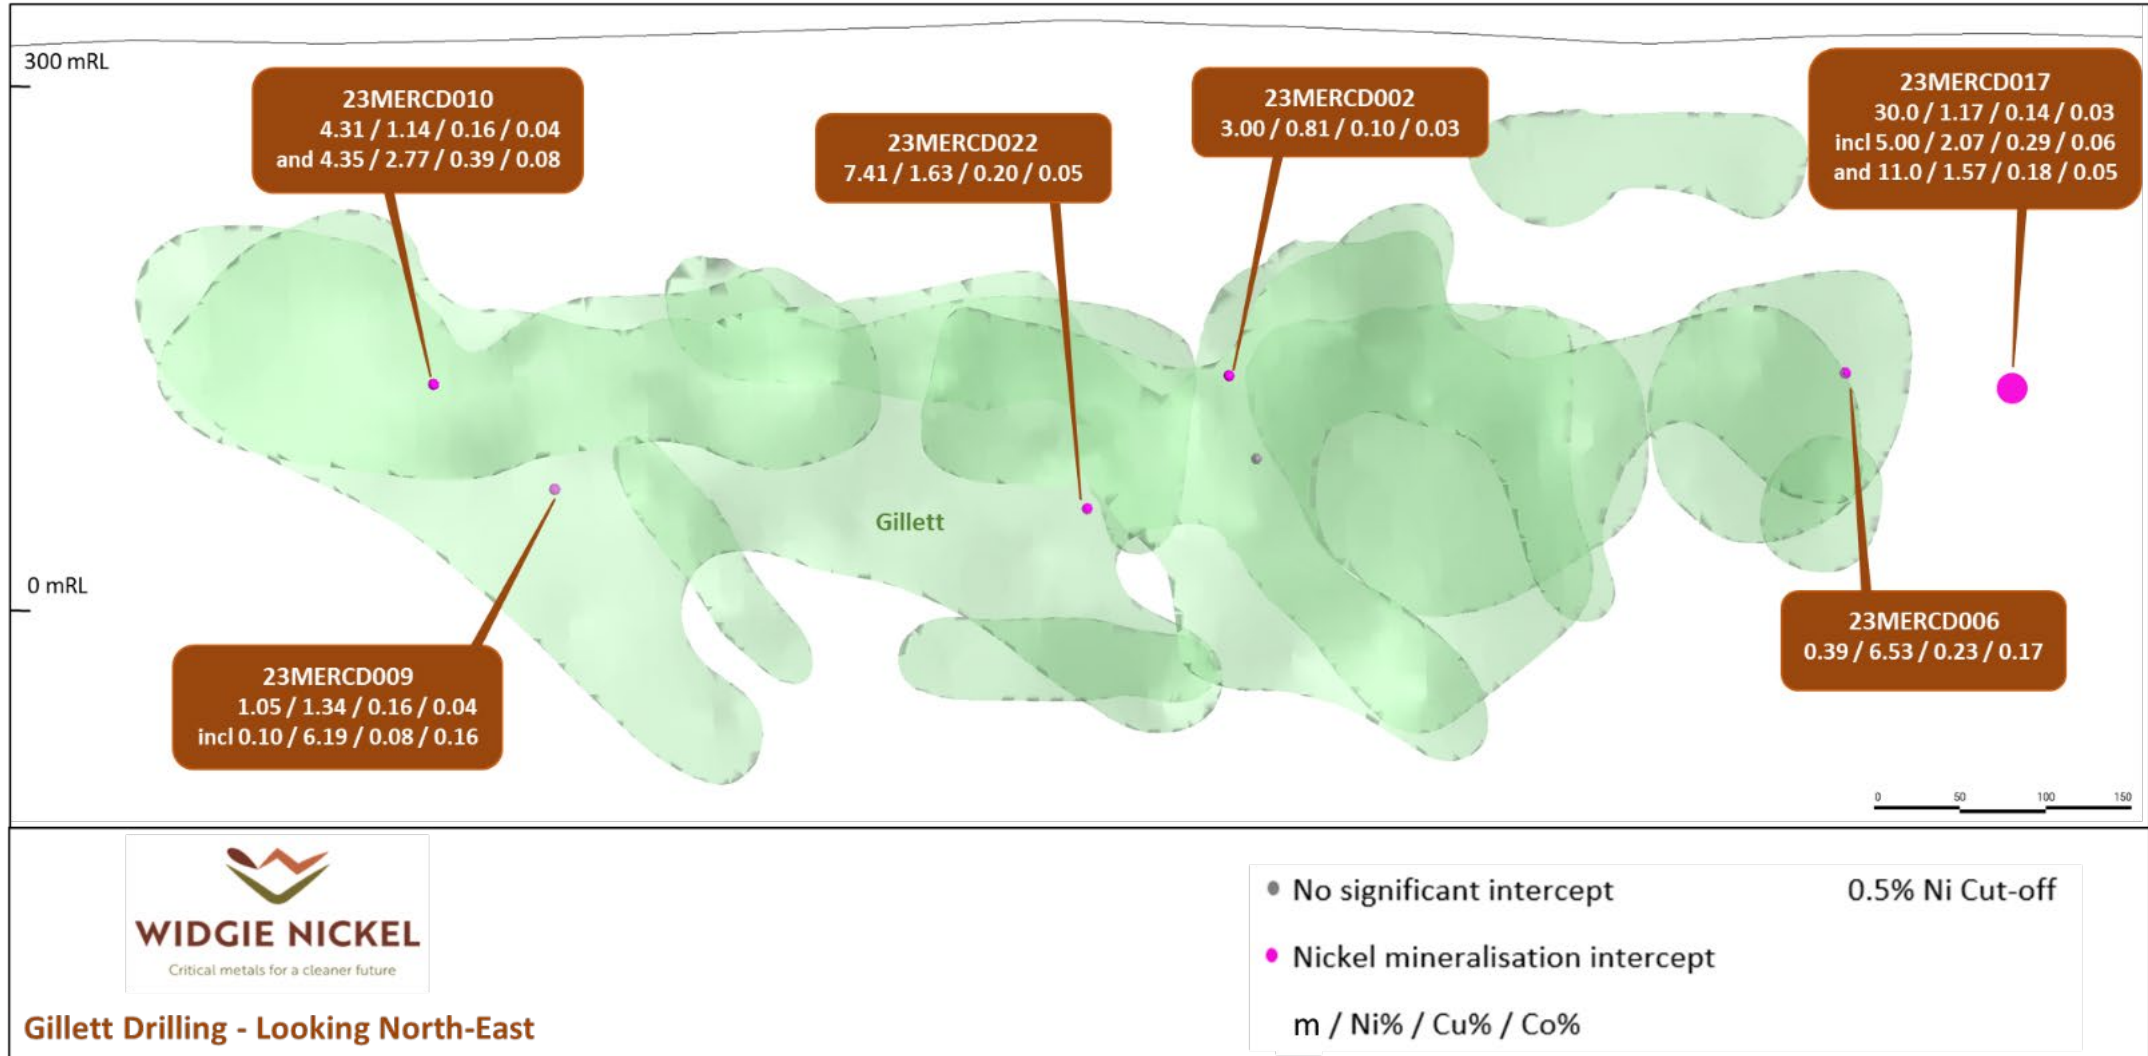 300 mRL
23MERCD010
4.31 / 1.14 / 0.16 / 0.04
and 4.35 / 2.77 / 0.39 / 0.08
23MERCD022
7.41 / 1.63 / 0.20 / 0.05
23MERCD002
3.00 / 0.81 / 0.10 / 0.03
23MERCD017
30.0 / 1.17 / 0.14 / 0.03
incl 5.00 / 2.07 / 0.29 / 0.06
and 11.0 / 1.57 / 0.18 / 0.05
Gillett
0 mRL
23MERCD009
1.05 / 1.34 / 0.16 / 0.04
incl 0.10 / 6.19 / 0.08 / 0.16
23MERCD006
0.39 / 6.53 / 0.23 / 0.17
0 50 100 150
WIDGIE NICKEL
Critical metals for a cleaner future
Gillett Drilling - Looking North-East
No significant intercept
0.5% Ni Cut-off
Nickel mineralisation intercept
m / Ni% / Cu% / Co%